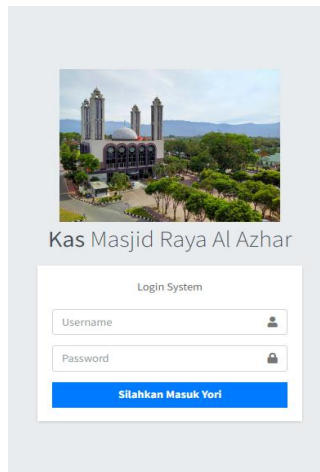 Kas Masjid Raya Al Azhar
Login System
Username
Password
Silahkan Masuk Yori